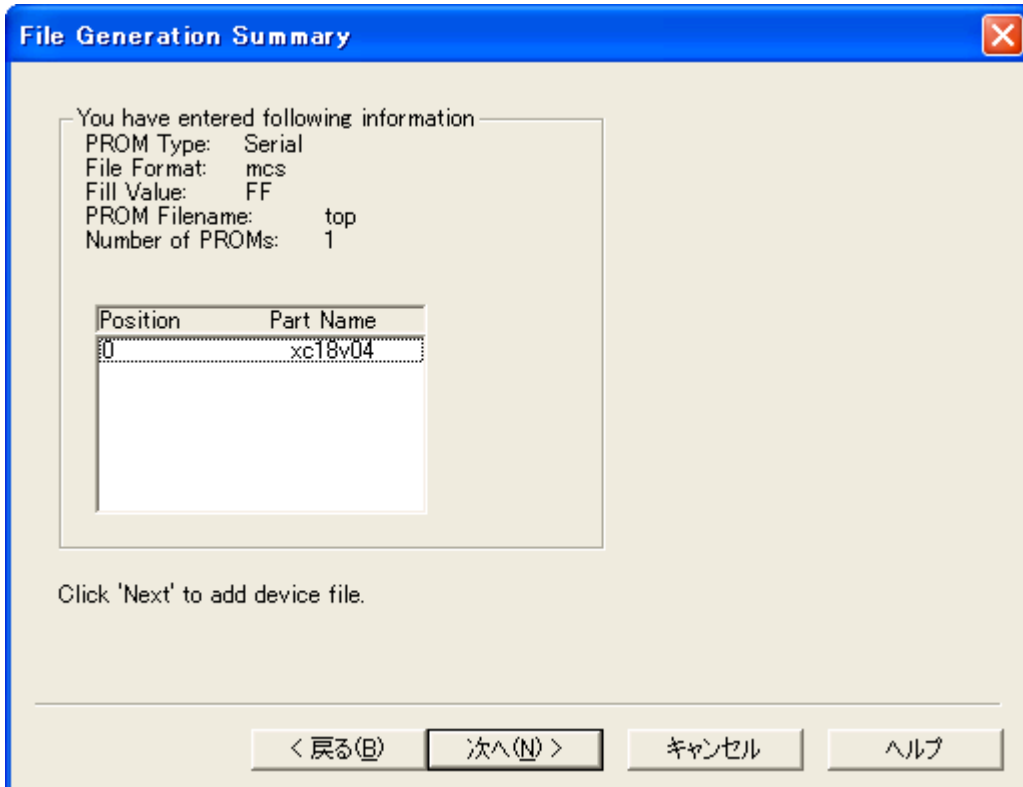 File Generation Summary
You have entered following information
PROM Type: Serial
File Format: mcs
Fill Value: FF
PROM Filename: top
Number of PROMs: 1
Position Part Name
0 xc18v04
Click 'Next' to add device file.
< 戻る(B) 次へ(N) > キャンセル ヘルプ